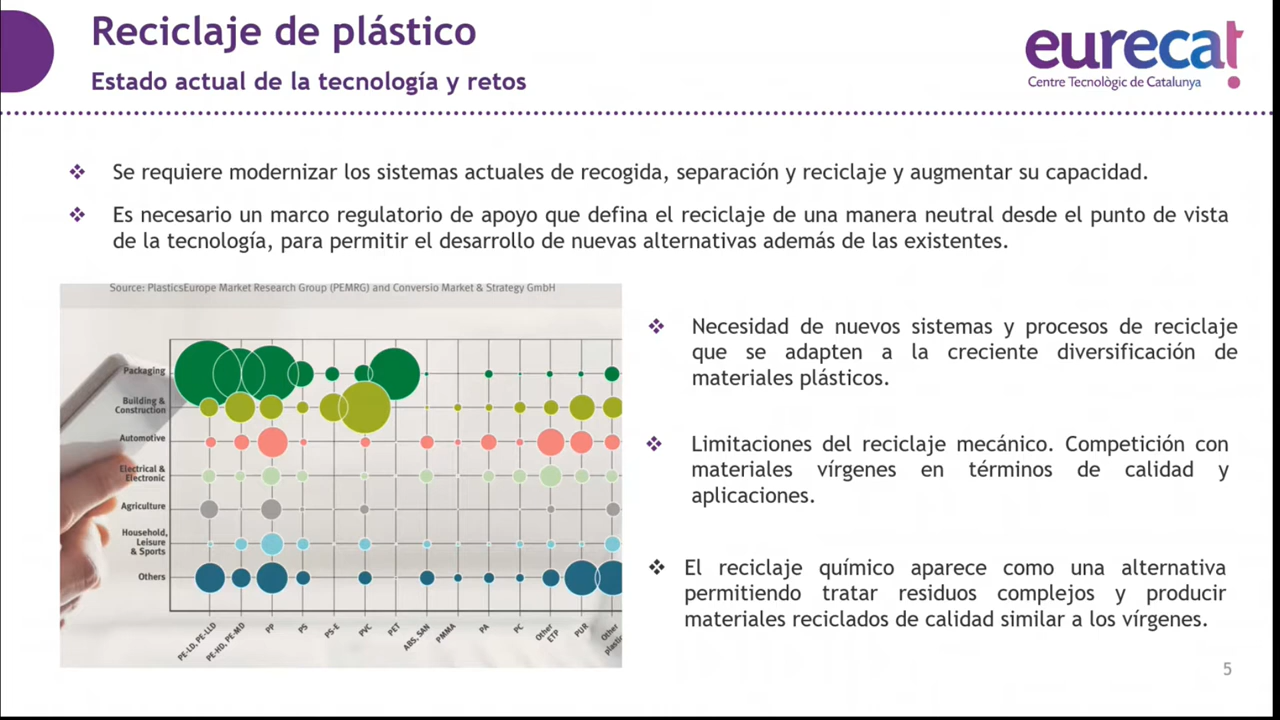 Reciclaje de plástico
Estado actual de la tecnología y retos
eurecat
Centre Tecnològic de Catalunya
❖ Se requiere modernizar los sistemas actuales de recogida, separación y reciclaje y augmentar su capacidad.
❖ Es necesario un marco regulatorio de apoyo que defina el reciclaje de una manera neutral desde el punto de vista
de la tecnología, para permitir el desarrollo de nuevas alternativas además de las existentes.
Source: PlasticsEurope Market Research Group (PEMRG) and Conversio Market & Strategy GmbH
Packaging
Building &
Construction
Automotive
Electrical &
Electronic
Agriculture
Household,
Leisure
& Sports
Others
PE-LD, PE-LLD
PE-HD, PE-MD
PP
PS
PS-E
PVC
PET
ABS, SAN
PMMA
PA
PC
Other
ETP
PUR
Other
❖ Necesidad de nuevos sistemas y procesos de reciclaje
que se adapten a la creciente diversificación de
materiales plásticos.
❖ Limitaciones del reciclaje mecánico. Competición con
materiales vírgenes en términos de calidad y
aplicaciones.
❖ El reciclaje químico aparece como una alternativa
permitiendo tratar residuos complejos y producir
materiales reciclados de calidad similar a los vírgenes.
5